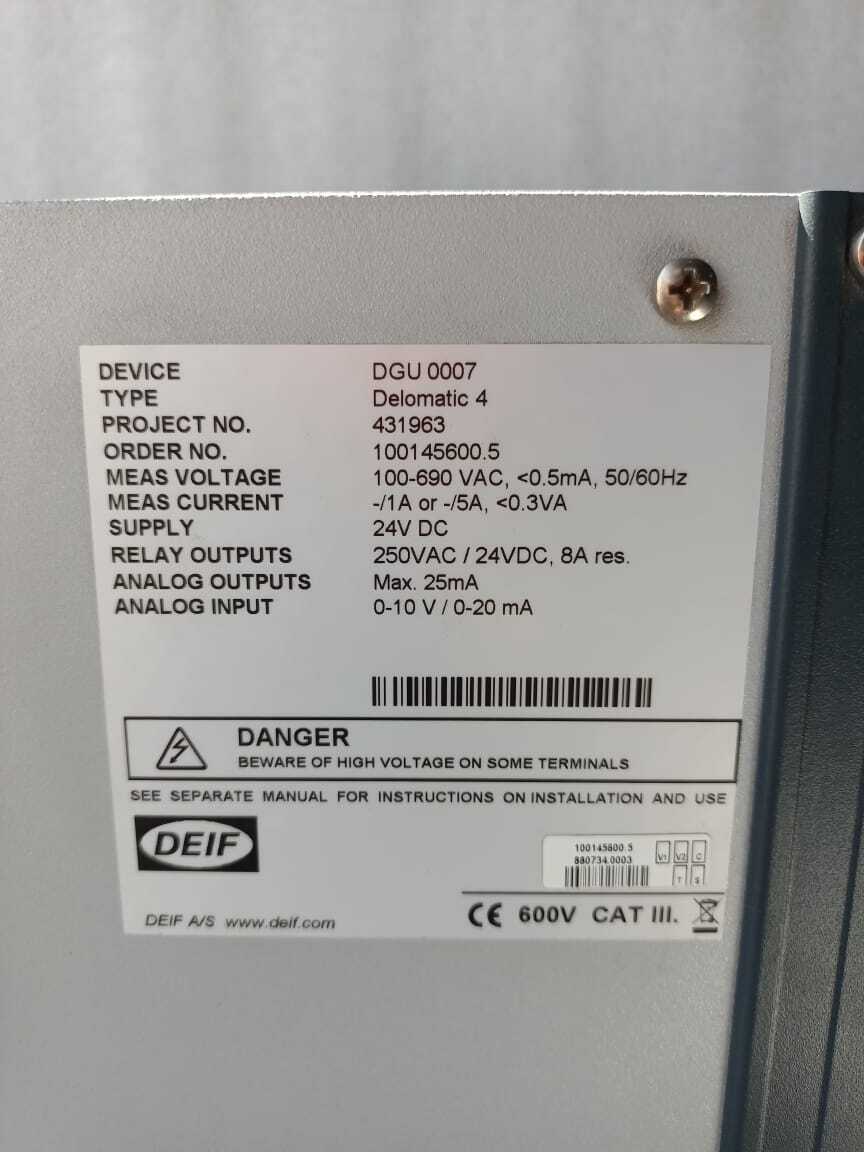 DEVICE DGU 0007
TYPE Delomatic 4
PROJECT NO. 431963
ORDER NO. 100145600.5
MEAS VOLTAGE 100-690 VAC, <0.5mA, 50/60Hz
MEAS CURRENT -/1A or -/5A, <0.3VA
SUPPLY 24V DC
RELAY OUTPUTS 250VAC / 24VDC, 8A res.
ANALOG OUTPUTS Max. 25mA
ANALOG INPUT 0-10 V / 0-20 mA
DANGER
BEWARE OF HIGH VOLTAGE ON SOME TERMINALS
SEE SEPARATE MANUAL FOR INSTRUCTIONS ON INSTALLATION AND USE
DEIF
100145600.5
880734.0003
V1 V2 C
T S
DEIF A/S www.deif.com
CE 600V CAT III.